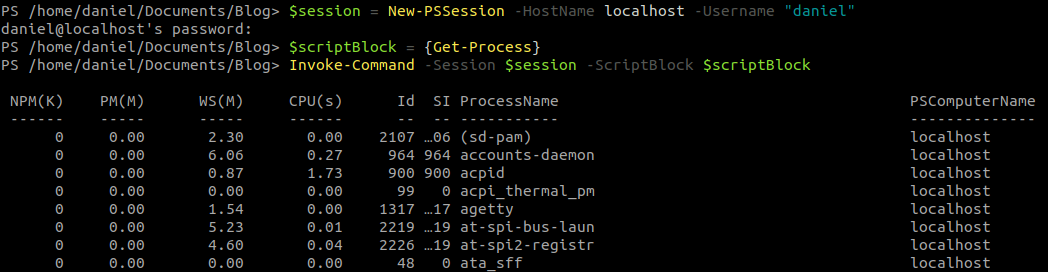 PS /home/daniel/Documents/Blog> $session = New-PSSession -HostName localhost -Username "daniel"
daniel@localhost's password:
PS /home/daniel/Documents/Blog> $scriptBlock = {Get-Process}
PS /home/daniel/Documents/Blog> Invoke-Command -Session $session -ScriptBlock $scriptBlock
NPM(K) PM(M) WS(M) CPU(s) Id SI ProcessName PSComputerName
------ ----- ----- ------ -- -- ----------- --------------
0 0.00 2.30 0.00 2107 …06 (sd-pam) localhost
0 0.00 6.06 0.27 964 964 accounts-daemon localhost
0 0.00 0.87 1.73 900 900 acpid localhost
0 0.00 0.00 0.00 99 0 acpi_thermal_pm localhost
0 0.00 1.54 0.00 1317 …17 agetty localhost
0 0.00 5.23 0.01 2219 …19 at-spi-bus-laun localhost
0 0.00 4.60 0.04 2226 …19 at-spi2-registr localhost
0 0.00 0.00 0.00 48 0 ata_sff localhost